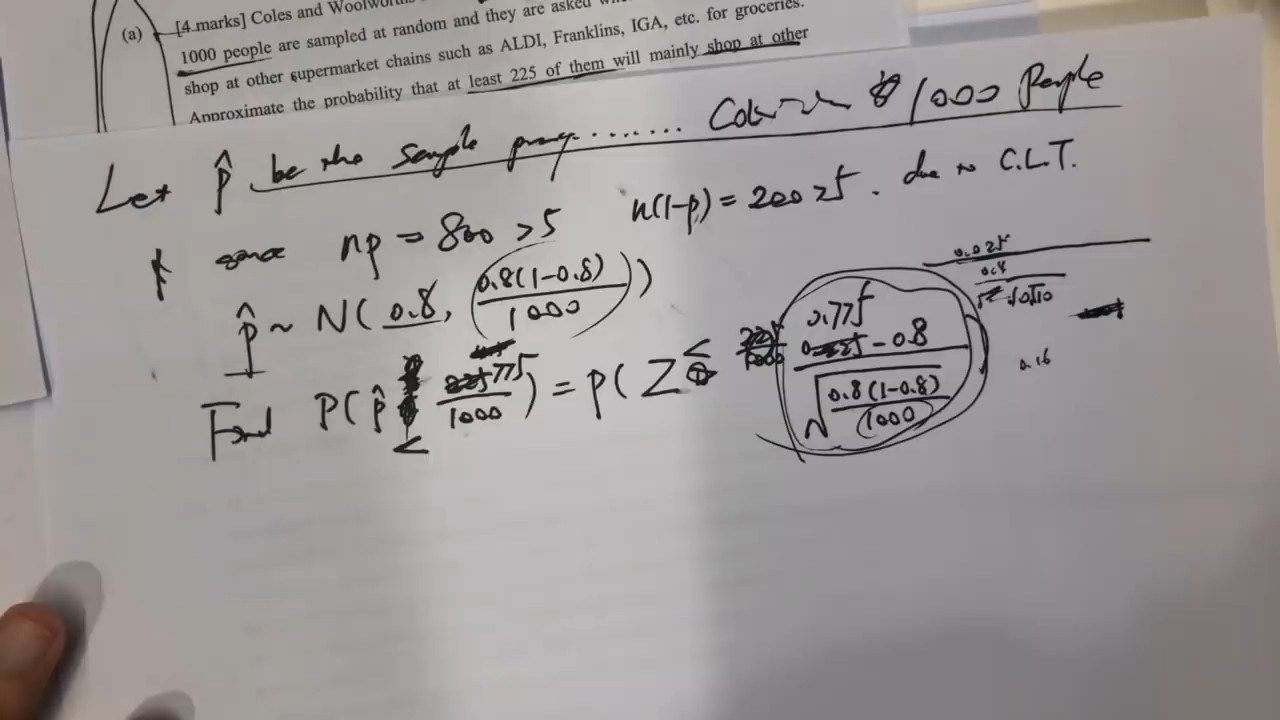 (a) [4 marks] Coles and Woolworths
1000 people are sampled at random and they are asked
shop at other supermarket chains such as ALDI, Franklins, IGA, etc. for groceries.
Approximate the probability that at least 225 of them will mainly shop at other
Let p̂ be the sample ........ 1000 People
since np = 800 > 5 n(1-p) = 200 > 5. due to C.L.T.
p̂ ~ N(0.8, 0.8(1-0.8)/1000)
Find P(p̂ < 775/1000) = P(Z < (0.775 - 0.8)/√(0.8(1-0.8)/1000))
0.025
0.4
0.16